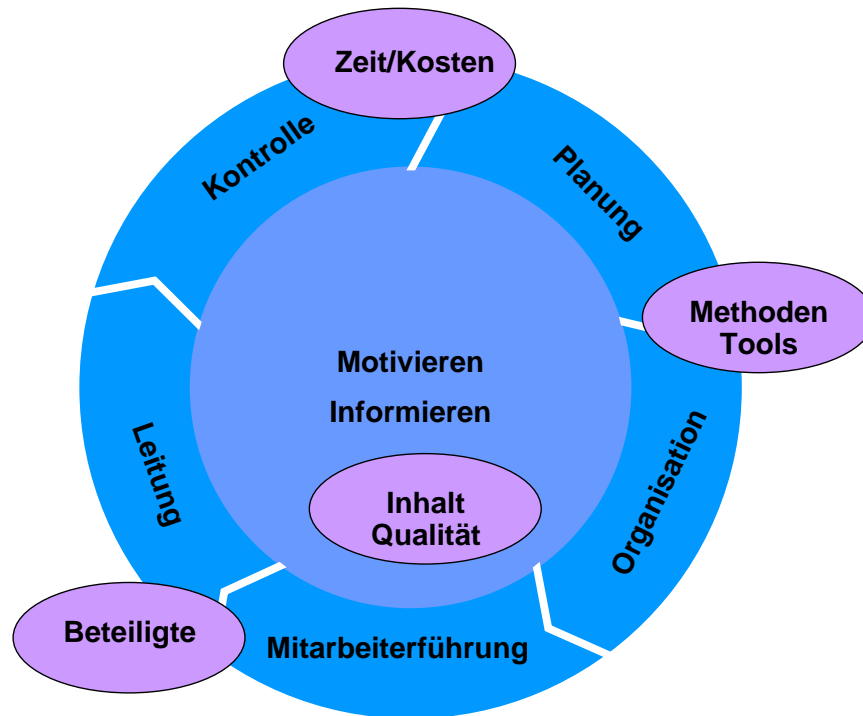 Zeit/Kosten
Kontrolle
Planung
Methoden
Tools
Motivieren
Informieren
Leitung
Organisation
Inhalt
Qualität
Beteiligte
Mitarbeiterführung